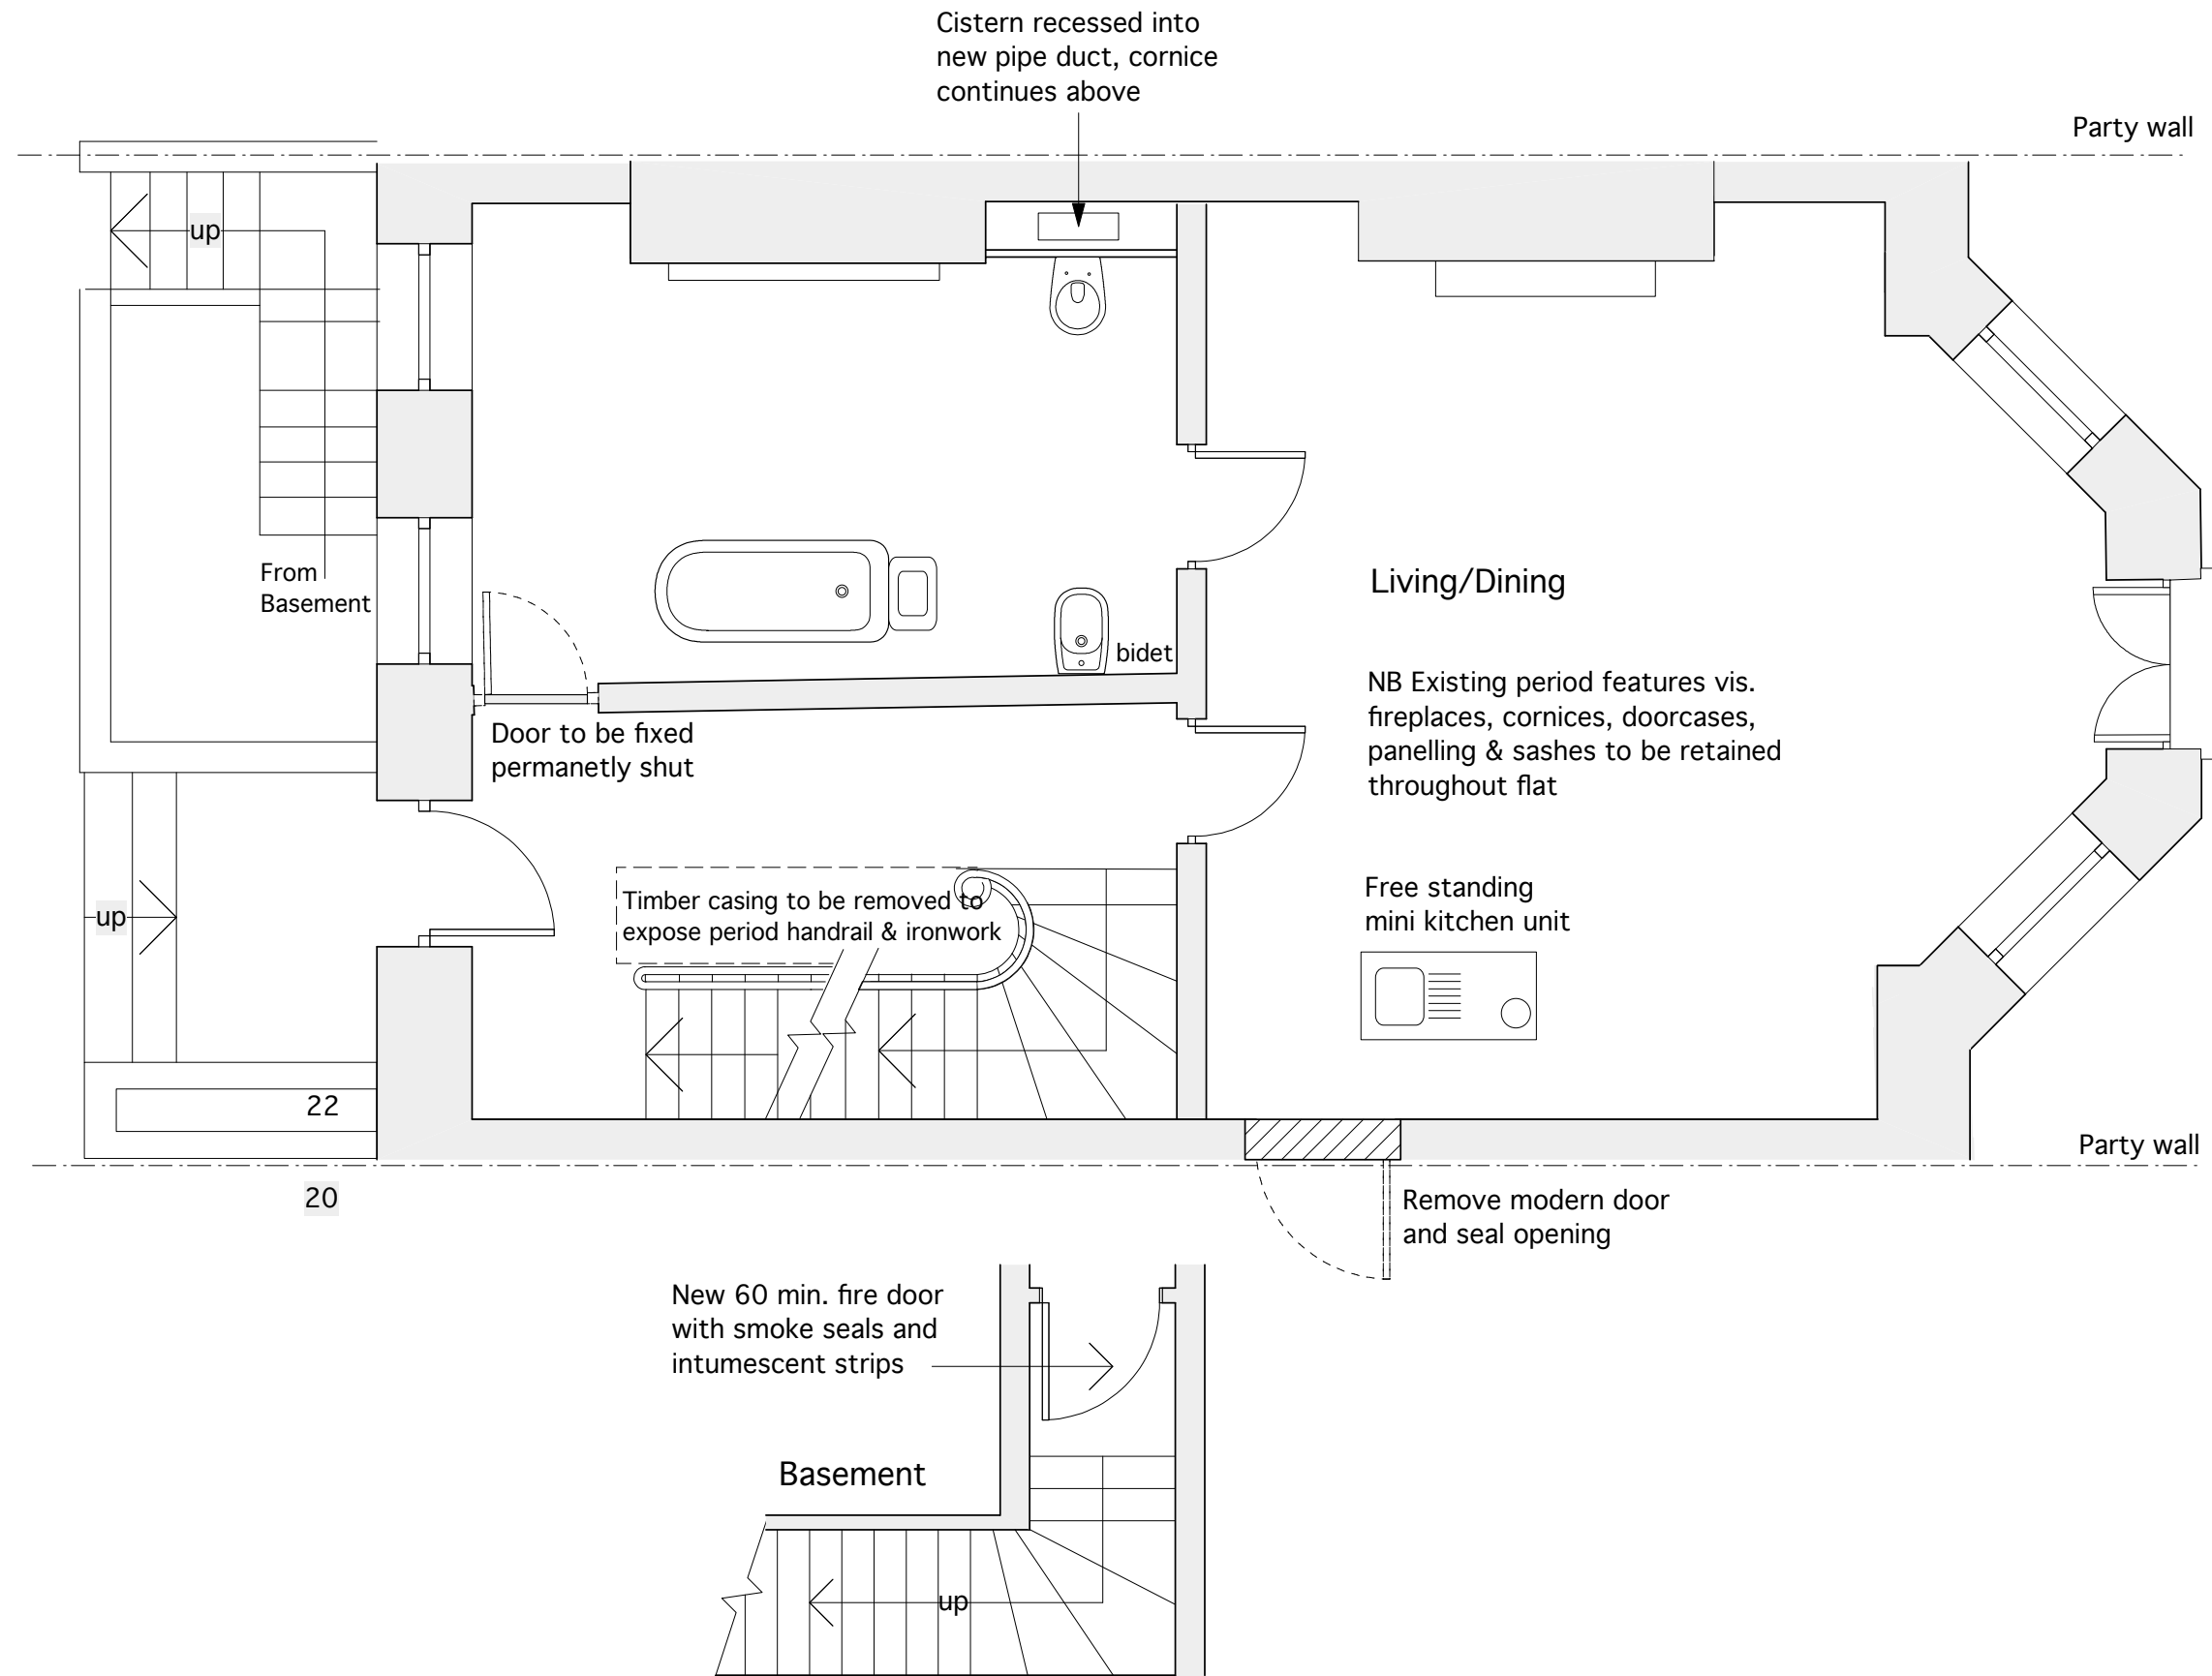 Cistern recessed into
new pipe duct, cornice
continues above
Party wall
up
From
Basement
bidet
Living/Dining
NB Existing period features vis.
fireplaces, cornices, doorcases,
panelling & sashes to be retained
throughout flat
Door to be fixed
permanetly shut
Timber casing to be removed to
expose period handrail & ironwork
up
Free standing
mini kitchen unit
22
Party wall
20
Remove modern door
and seal opening
New 60 min. fire door
with smoke seals and
intumescent strips
Basement
up